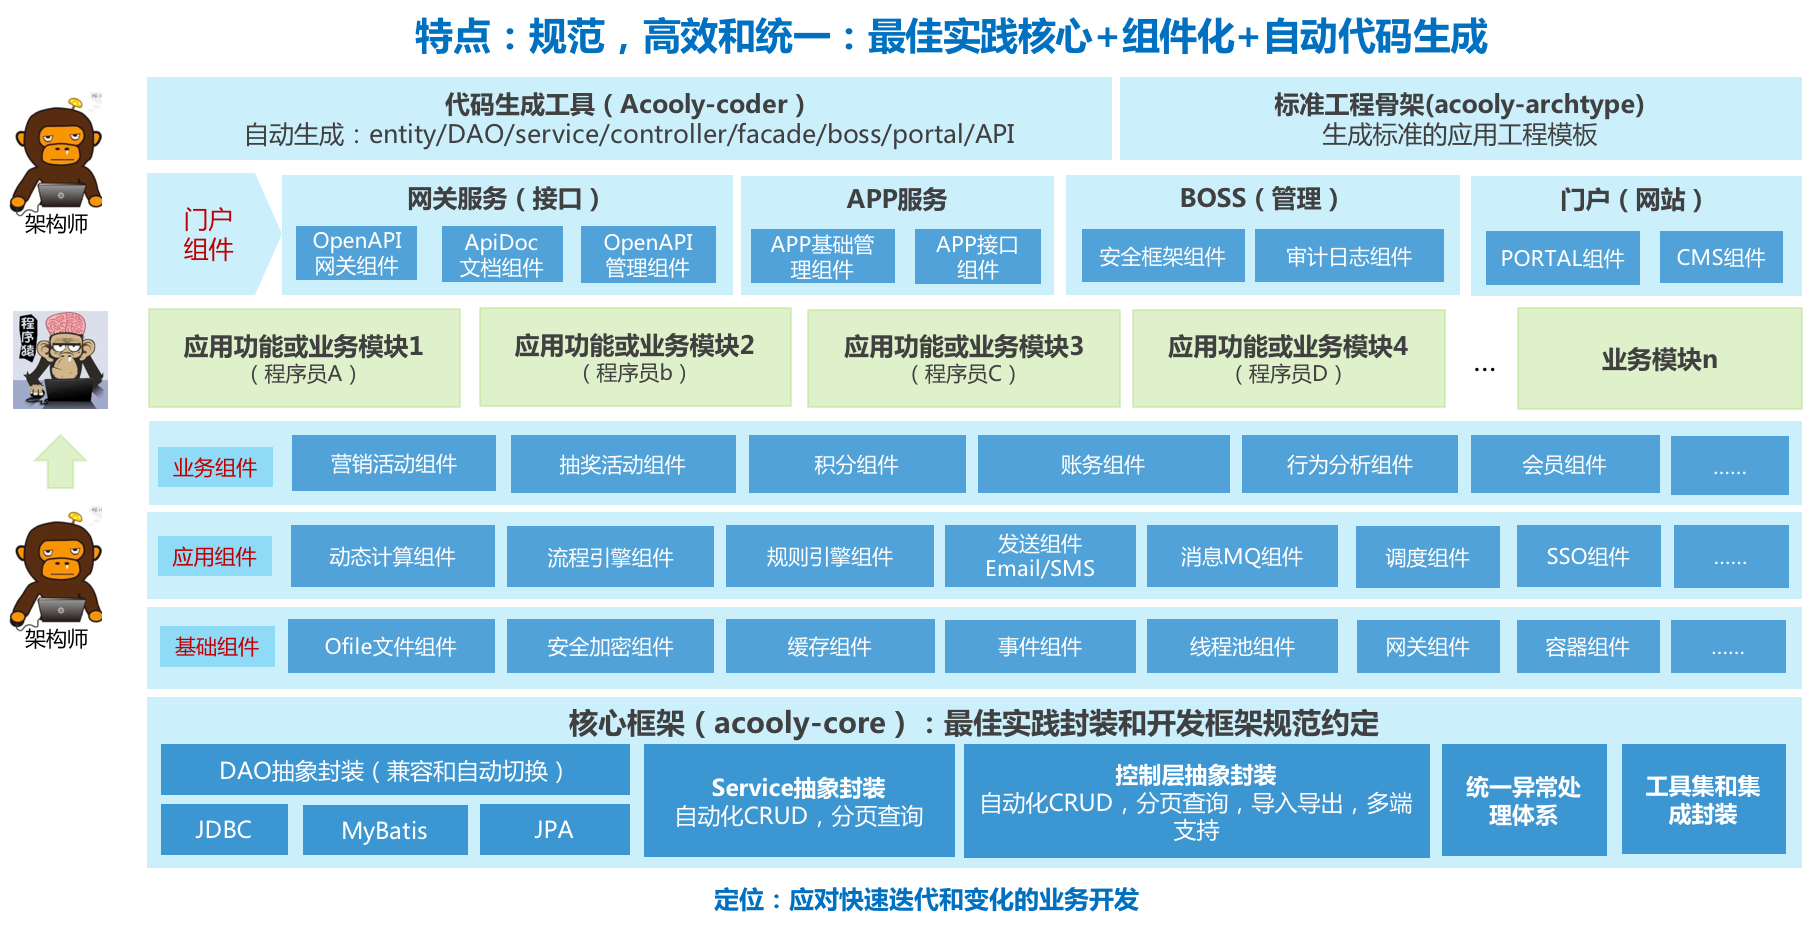 特点：规范，高效和统一：最佳实践核心+组件化+自动代码生成
代码生成工具（Acooly-coder）
自动生成：entity/DAO/service/controller/facade/boss/portal/API
标准工程骨架(acooly-archtype)
生成标准的应用工程模板
架构师
门户
组件
网关服务（接口）
OpenAPI
网关组件
ApiDoc
文档组件
OpenAPI
管理组件
APP服务
APP基础管
理组件
APP接口
组件
BOSS（管理）
安全框架组件
审计日志组件
门户（网站）
PORTAL组件
CMS组件
程序猿
应用功能或业务模块1
（程序员A）
应用功能或业务模块2
（程序员b）
应用功能或业务模块3
（程序员C）
应用功能或业务模块4
（程序员D）
...
业务模块n
业务组件
营销活动组件
抽奖活动组件
积分组件
账务组件
行为分析组件
会员组件
......
架构师
应用组件
动态计算组件
流程引擎组件
规则引擎组件
发送组件
Email/SMS
消息MQ组件
调度组件
SSO组件
......
基础组件
Ofile文件组件
安全加密组件
缓存组件
事件组件
线程池组件
网关组件
容器组件
......
核心框架（acooly-core）：最佳实践封装和开发框架规范约定
DAO抽象封装（兼容和自动切换）
JDBC
MyBatis
JPA
Service抽象封装
自动化CRUD，分页查询
控制层抽象封装
自动化CRUD，分页查询，导入导出，多端
支持
统一异常处
理体系
工具集和集
成封装
定位：应对快速迭代和变化的业务开发